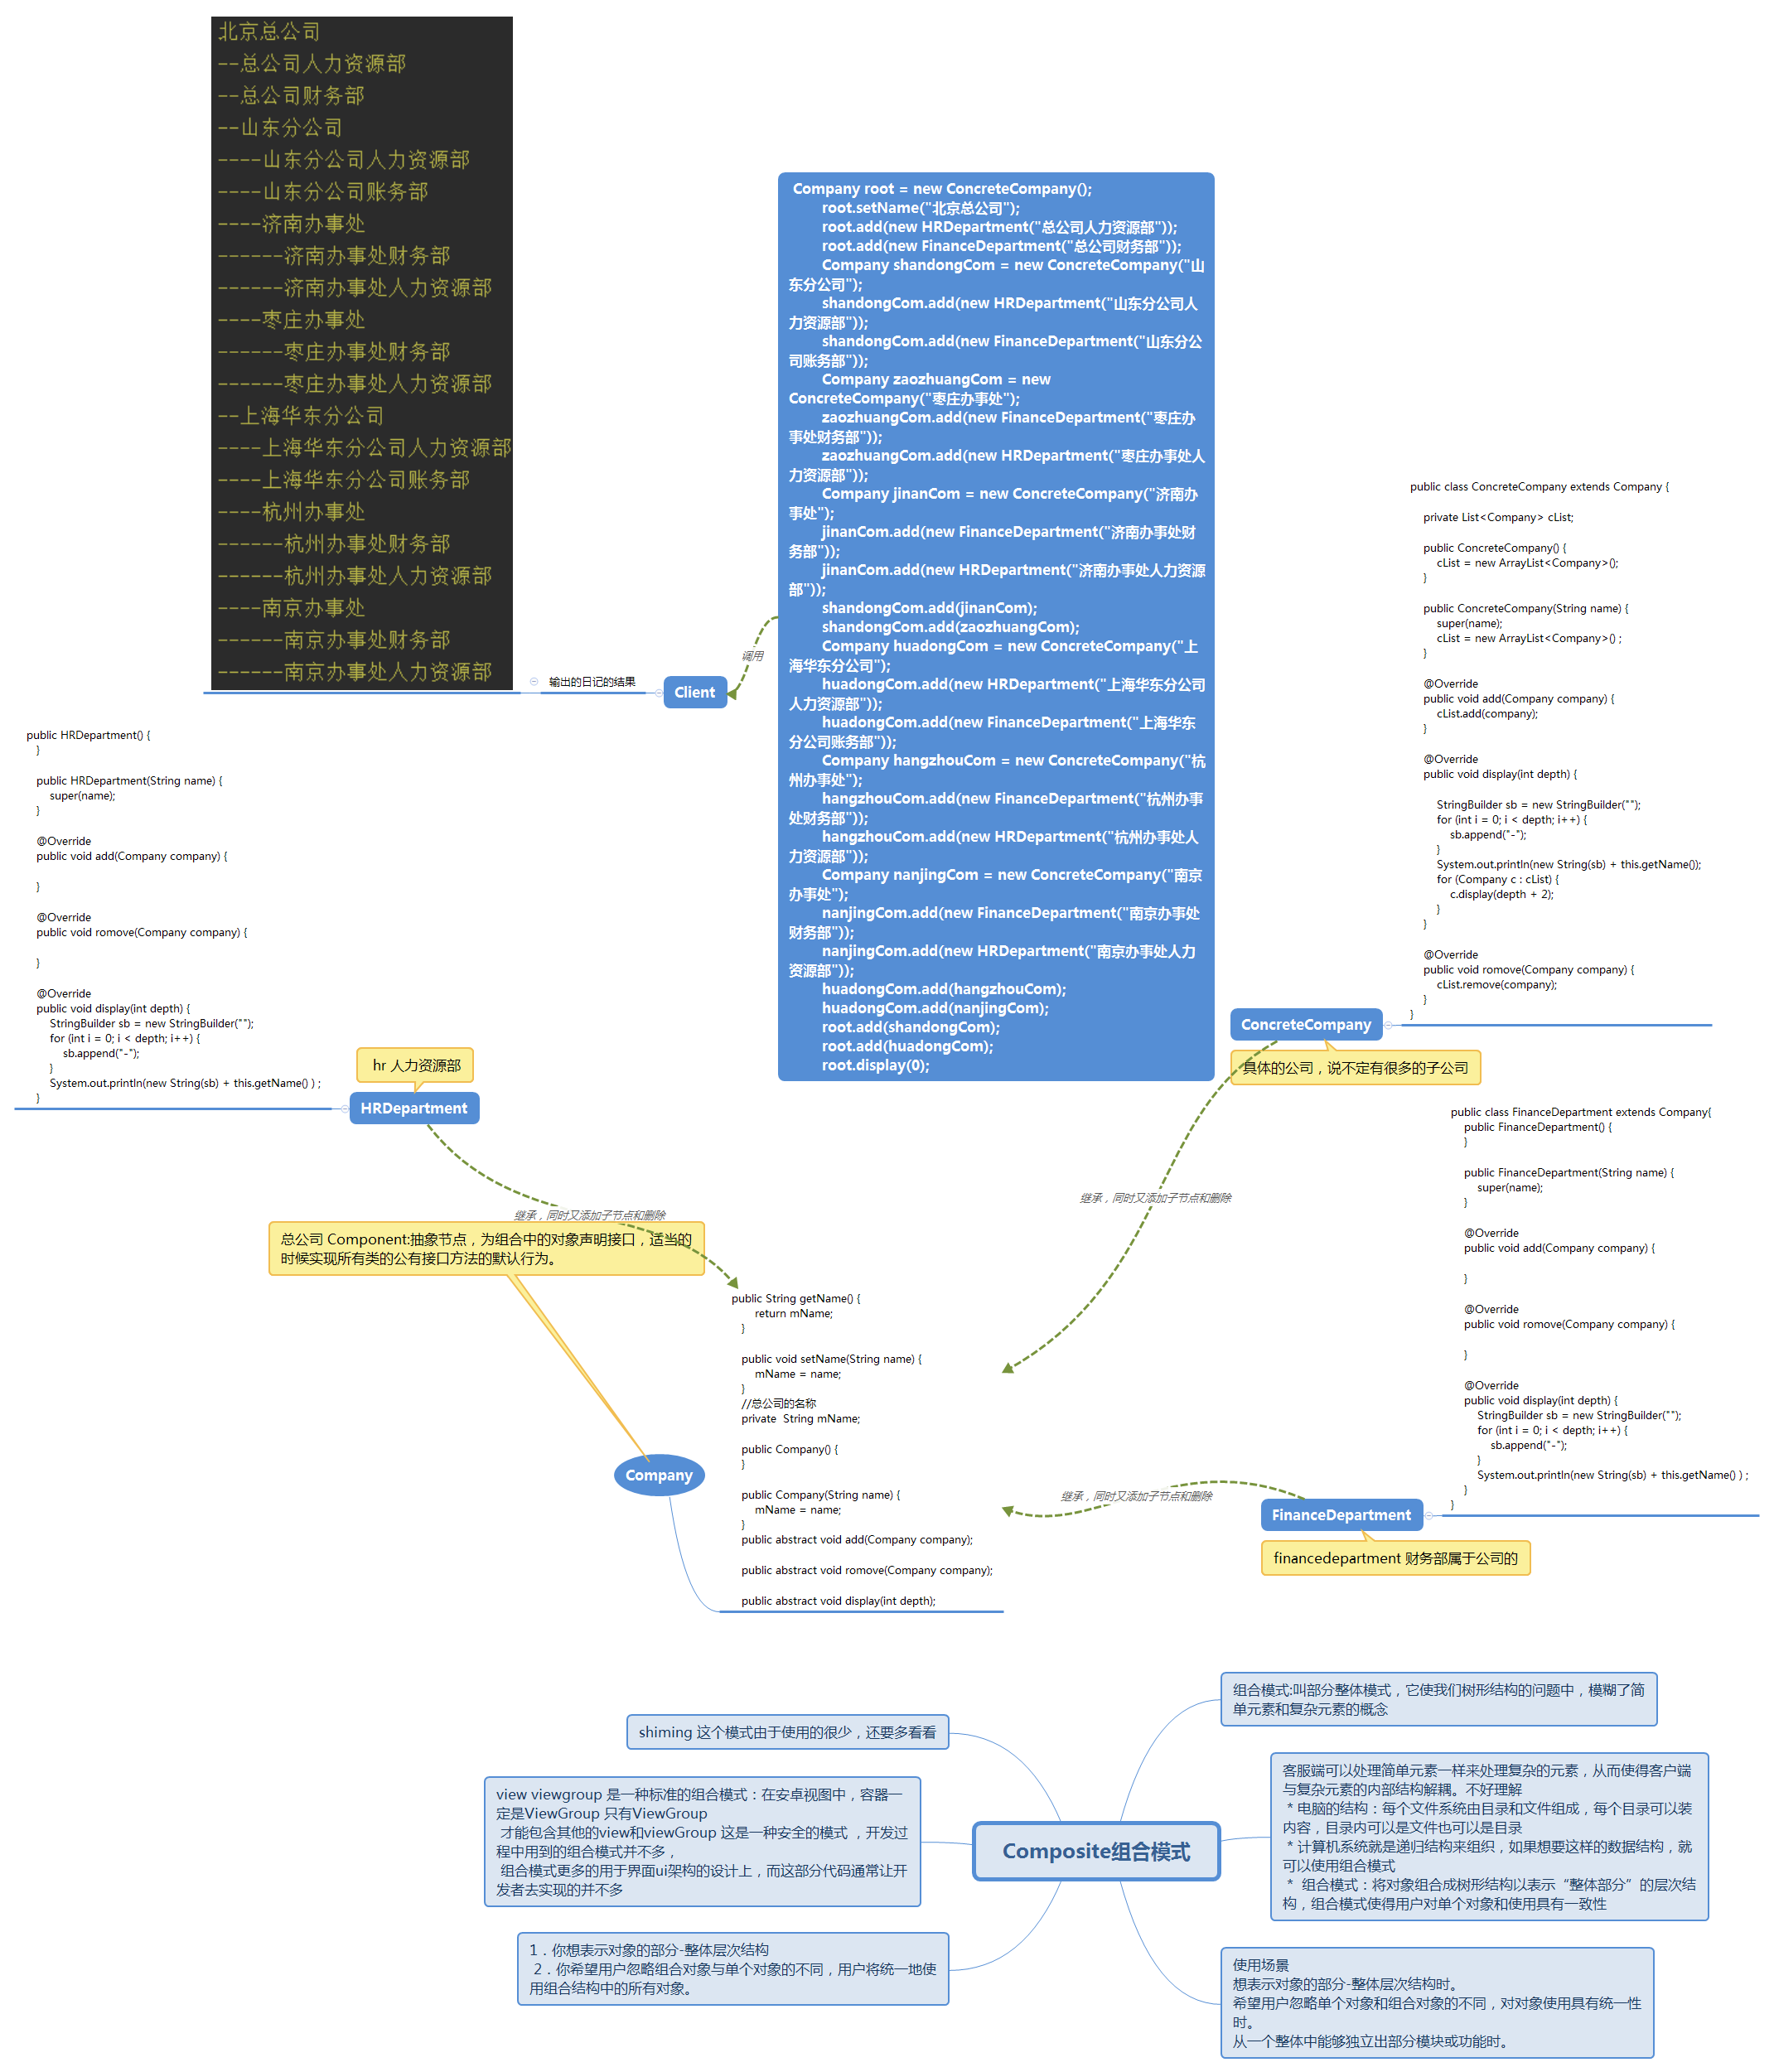 北京总公司
--总公司人力资源部
--总公司财务部
--山东分公司
----山东分公司人力资源部
----山东分公司账务部
----济南办事处
------济南办事处财务部
------济南办事处人力资源部
----枣庄办事处
------枣庄办事处财务部
------枣庄办事处人力资源部
--上海华东分公司
----上海华东分公司人力资源部
----上海华东分公司账务部
----杭州办事处
------杭州办事处财务部
------杭州办事处人力资源部
----南京办事处
------南京办事处财务部
------南京办事处人力资源部
输出的日记的结果
Client
调用
Company root = new ConcreteCompany();
root.setName("北京总公司");
root.add(new HRDepartment("总公司人力资源部"));
root.add(new FinanceDepartment("总公司财务部"));
Company shandongCom = new ConcreteCompany("山
东分公司");
shandongCom.add(new HRDepartment("山东分公司人
力资源部"));
shandongCom.add(new FinanceDepartment("山东分公
司账务部"));
Company zaozhuangCom = new
ConcreteCompany("枣庄办事处");
zaozhuangCom.add(new FinanceDepartment("枣庄办
事处财务部"));
zaozhuangCom.add(new HRDepartment("枣庄办事处人
力资源部"));
Company jinanCom = new ConcreteCompany("济南办
事处");
jinanCom.add(new FinanceDepartment("济南办事处财
务部"));
jinanCom.add(new HRDepartment("济南办事处人力资源
部"));
shandongCom.add(jinanCom);
shandongCom.add(zaozhuangCom);
Company huadongCom = new ConcreteCompany("上
海华东分公司");
huadongCom.add(new HRDepartment("上海华东分公司
人力资源部"));
huadongCom.add(new FinanceDepartment("上海华东
分公司账务部"));
Company hangzhouCom = new ConcreteCompany("杭
州办事处");
hangzhouCom.add(new FinanceDepartment("杭州办事
处财务部"));
hangzhouCom.add(new HRDepartment("杭州办事处人
力资源部"));
Company nanjingCom = new ConcreteCompany("南京
办事处");
nanjingCom.add(new FinanceDepartment("南京办事处
财务部"));
nanjingCom.add(new HRDepartment("南京办事处人力
资源部"));
huadongCom.add(hangzhouCom);
huadongCom.add(nanjingCom);
root.add(shandongCom);
root.add(huadongCom);
root.display(0);
public class ConcreteCompany extends Company {
private List<Company> cList;
public ConcreteCompany() {
cList = new ArrayList<Company>();
}
public ConcreteCompany(String name) {
super(name);
cList = new ArrayList<Company>() ;
}
@Override
public void add(Company company) {
cList.add(company);
}
@Override
public void display(int depth) {
StringBuilder sb = new StringBuilder("");
for (int i = 0; i < depth; i++) {
sb.append("-");
}
System.out.println(new String(sb) + this.getName());
for (Company c : cList) {
c.display(depth + 2);
}
}
@Override
public void romove(Company company) {
cList.remove(company);
}
}
ConcreteCompany
具体的公司，说不定有很多的子公司
public HRDepartment() {
}
public HRDepartment(String name) {
super(name);
}
@Override
public void add(Company company) {
}
@Override
public void romove(Company company) {
}
@Override
public void display(int depth) {
StringBuilder sb = new StringBuilder("");
for (int i = 0; i < depth; i++) {
sb.append("-");
}
System.out.println(new String(sb) + this.getName() ) ;
}
hr 人力资源部
HRDepartment
继承，同时又添加子节点和删除
继承，同时又添加子节点和删除
总公司 Component:抽象节点，为组合中的对象声明接口，适当的
时候实现所有类的公有接口方法的默认行为。
Company
public String getName() {
return mName;
}
public void setName(String name) {
mName = name;
}
//总公司的名称
private  String mName;
public Company() {
}
public Company(String name) {
mName = name;
}
public abstract void add(Company company);
public abstract void romove(Company company);
public abstract void display(int depth);
public class FinanceDepartment extends Company{
public FinanceDepartment() {
}
public FinanceDepartment(String name) {
super(name);
}
@Override
public void add(Company company) {
}
@Override
public void romove(Company company) {
}
@Override
public void display(int depth) {
StringBuilder sb = new StringBuilder("");
for (int i = 0; i < depth; i++) {
sb.append("-");
}
System.out.println(new String(sb) + this.getName() ) ;
}
}
继承，同时又添加子节点和删除
FinanceDepartment
financedepartment 财务部属于公司的
Composite组合模式
shiming 这个模式由于使用的很少，还要多看看
view viewgroup 是一种标准的组合模式：在安卓视图中，容器一
定是ViewGroup 只有ViewGroup
才能包含其他的view和viewGroup 这是一种安全的模式 ，开发过
程中用到的组合模式并不多，
组合模式更多的用于界面ui架构的设计上，而这部分代码通常让开
发者去实现的并不多
1．你想表示对象的部分-整体层次结构
2．你希望用户忽略组合对象与单个对象的不同，用户将统一地使
用组合结构中的所有对象。
组合模式:叫部分整体模式，它使我们树形结构的问题中，模糊了简
单元素和复杂元素的概念
客服端可以处理简单元素一样来处理复杂的元素，从而使得客户端
与复杂元素的内部结构解耦。不好理解
* 电脑的结构：每个文件系统由目录和文件组成，每个目录可以装
内容，目录内可以是文件也可以是目录
* 计算机系统就是递归结构来组织，如果想要这样的数据结构，就
可以使用组合模式
*  组合模式：将对象组合成树形结构以表示“整体部分”的层次结
构，组合模式使得用户对单个对象和使用具有一致性
使用场景
想表示对象的部分-整体层次结构时。
希望用户忽略单个对象和组合对象的不同，对对象使用具有统一性
时。
从一个整体中能够独立出部分模块或功能时。